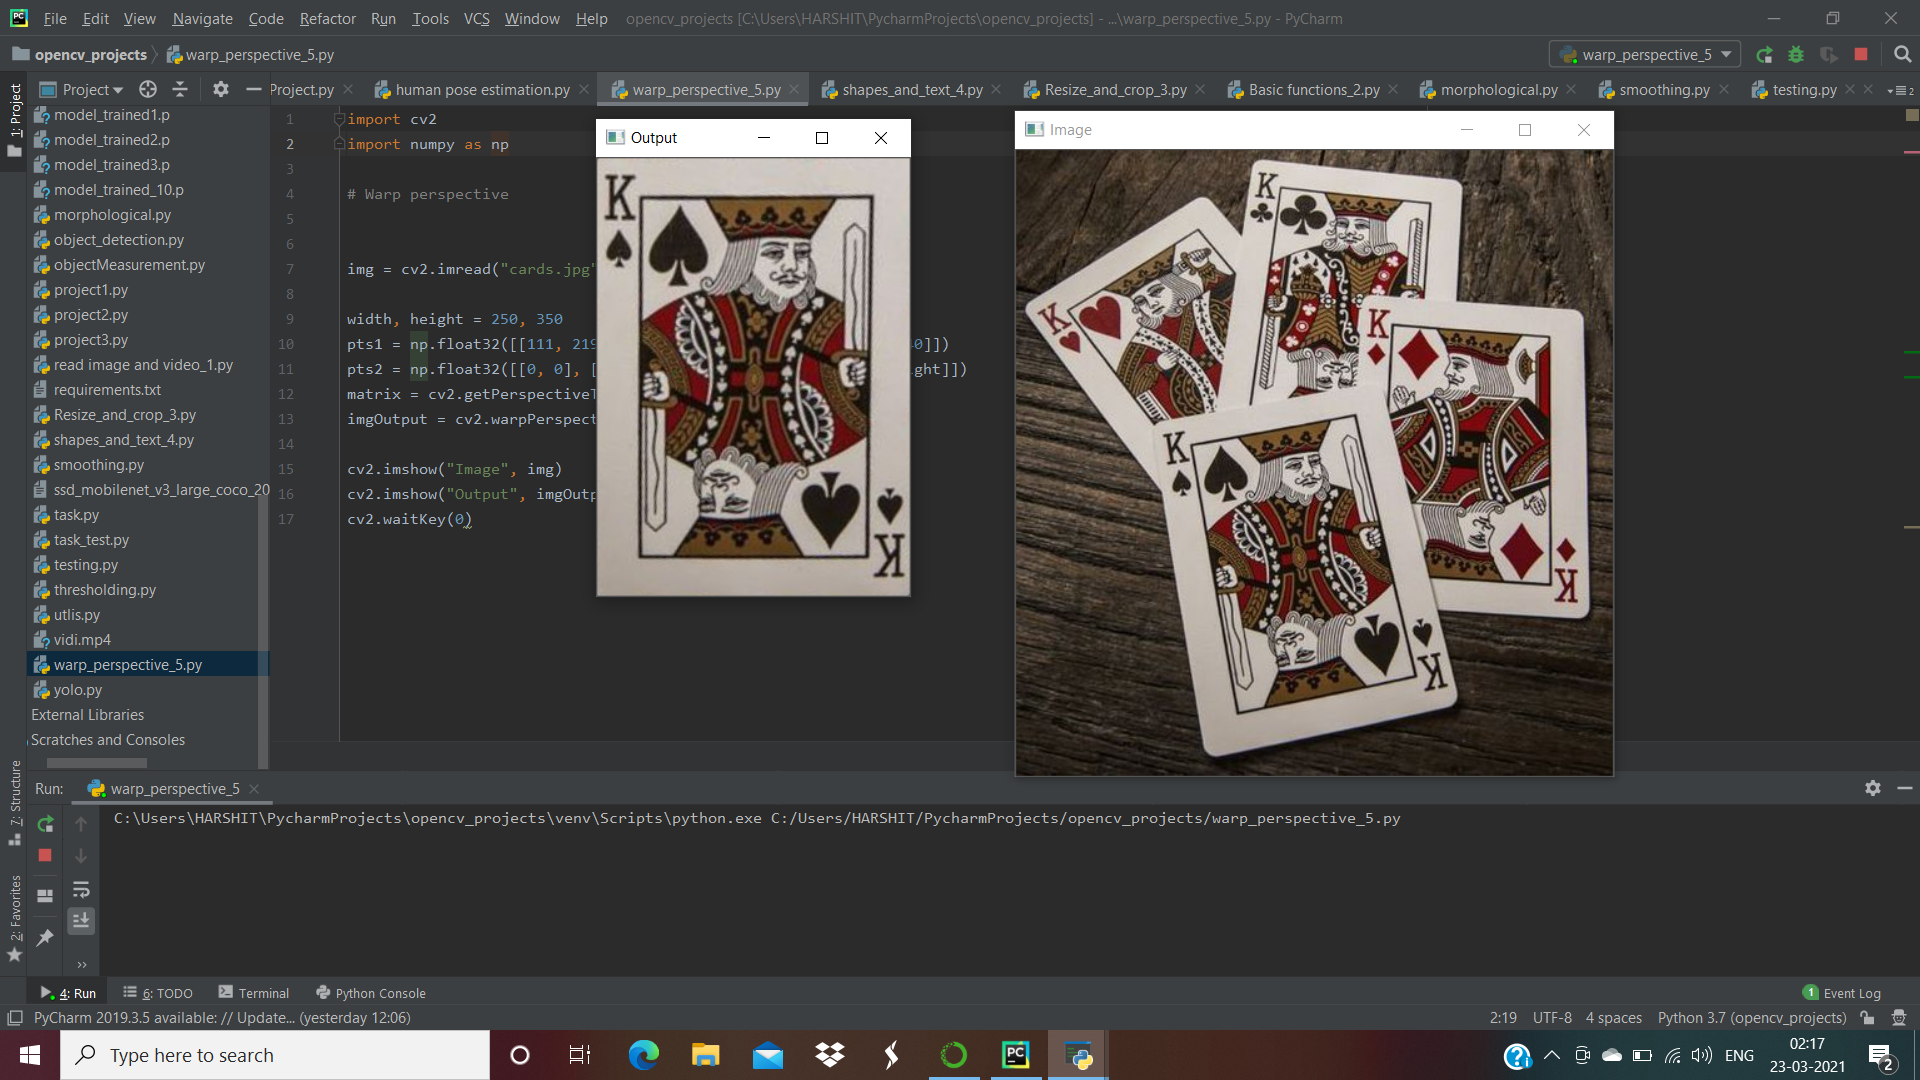 File Edit View Navigate Code Refactor Run Tools VCS Window Help opencv_projects [C:\Users\HARSHIT\PycharmProjects\opencv_projects] - ...\warp_perspective_5.py - PyCharm
opencv_projects warp_perspective_5.py
warp_perspective_5
1: Project
Project
Project.py
human pose estimation.py
warp_perspective_5.py
shapes_and_text_4.py
Resize_and_crop_3.py
Basic functions_2.py
morphological.py
smoothing.py
testing.py
2
model_trained1.p
model_trained2.p
model_trained3.p
model_trained_10.p
morphological.py
object_detection.py
objectMeasurement.py
project1.py
project2.py
project3.py
read image and video_1.py
requirements.txt
Resize_and_crop_3.py
shapes_and_text_4.py
smoothing.py
ssd_mobilenet_v3_large_coco_20
task.py
task_test.py
testing.py
thresholding.py
utlis.py
vidi.mp4
warp_perspective_5.py
yolo.py
External Libraries
Scratches and Consoles
1 import cv2
2 import numpy as np
3
4 # Warp perspective
5
6
7 img = cv2.imread("cards.jpg"
8
9 width, height = 250, 350
10 pts1 = np.float32([[111, 219 0]])
11 pts2 = np.float32([[0, 0], [ ght]])
12 matrix = cv2.getPerspectiveT
13 imgOutput = cv2.warpPerspect
14
15 cv2.imshow("Image", img)
16 cv2.imshow("Output", imgOutp
17 cv2.waitKey(0)
Output
K
K
Image
K
K
K
K
K
K
7: Structure
2: Favorites
Run: warp_perspective_5
C:\Users\HARSHIT\PycharmProjects\opencv_projects\venv\Scripts\python.exe C:/Users/HARSHIT/PycharmProjects/opencv_projects/warp_perspective_5.py
4: Run 6: TODO Terminal Python Console 1 Event Log
PyCharm 2019.3.5 available: // Update... (yesterday 12:06) 2:19 UTF-8 4 spaces Python 3.7 (opencv_projects)
Type here to search
PC
ENG
02:17
23-03-2021
2